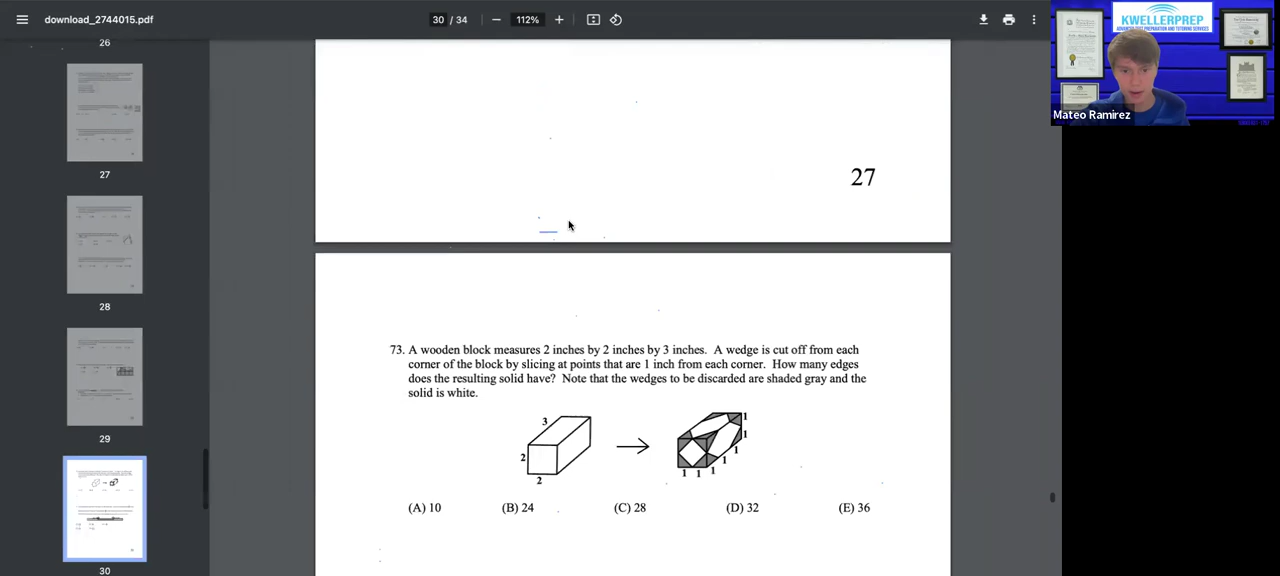 download_2744015.pdf
30 / 34
112%
26
27
28
29
30
27
73. A wooden block measures 2 inches by 2 inches by 3 inches. A wedge is cut off from each
corner of the block by slicing at points that are 1 inch from each corner. How many edges
does the resulting solid have? Note that the wedges to be discarded are shaded gray and the
solid is white.
3
2
2
1
1
1
1
1
1
1
(A) 10 (B) 24 (C) 28 (D) 32 (E) 36
KWELLERPREP
Mateo Ramirez